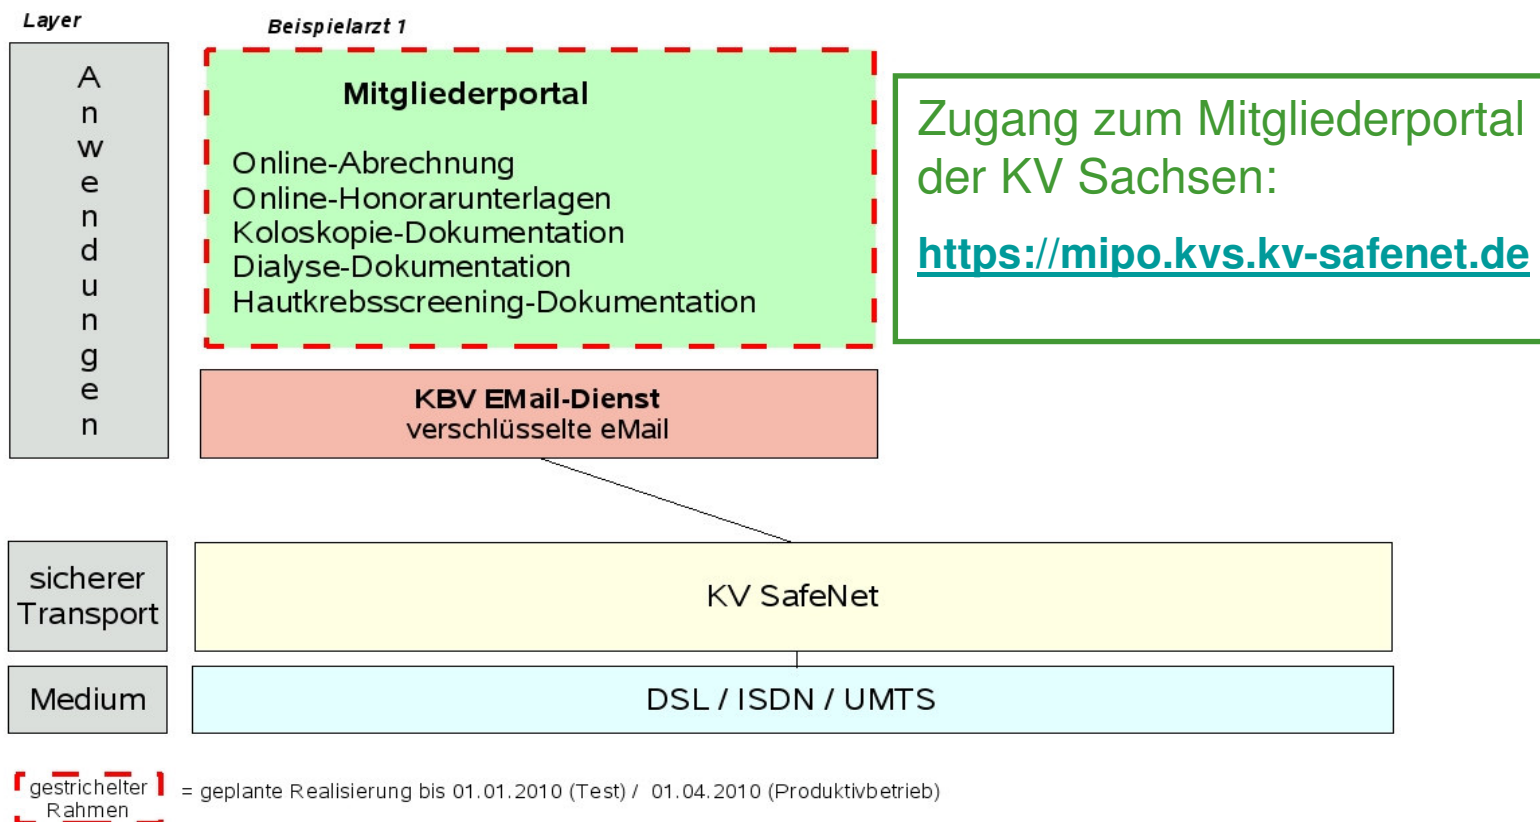 Layer
Beispielarzt 1
Anwendungen
Mitgliederportal
Online-Abrechnung
Online-Honorarunterlagen
Koloskopie-Dokumentation
Dialyse-Dokumentation
Hautkrebsscreening-Dokumentation
Zugang zum Mitgliederportal
der KV Sachsen:
https://mipo.kvs.kv-safenet.de
KBV EMail-Dienst
verschlüsselte eMail
sicherer
Transport
KV SafeNet
Medium
DSL / ISDN / UMTS
gestrichelter
Rahmen
= geplante Realisierung bis 01.01.2010 (Test) / 01.04.2010 (Produktivbetrieb)